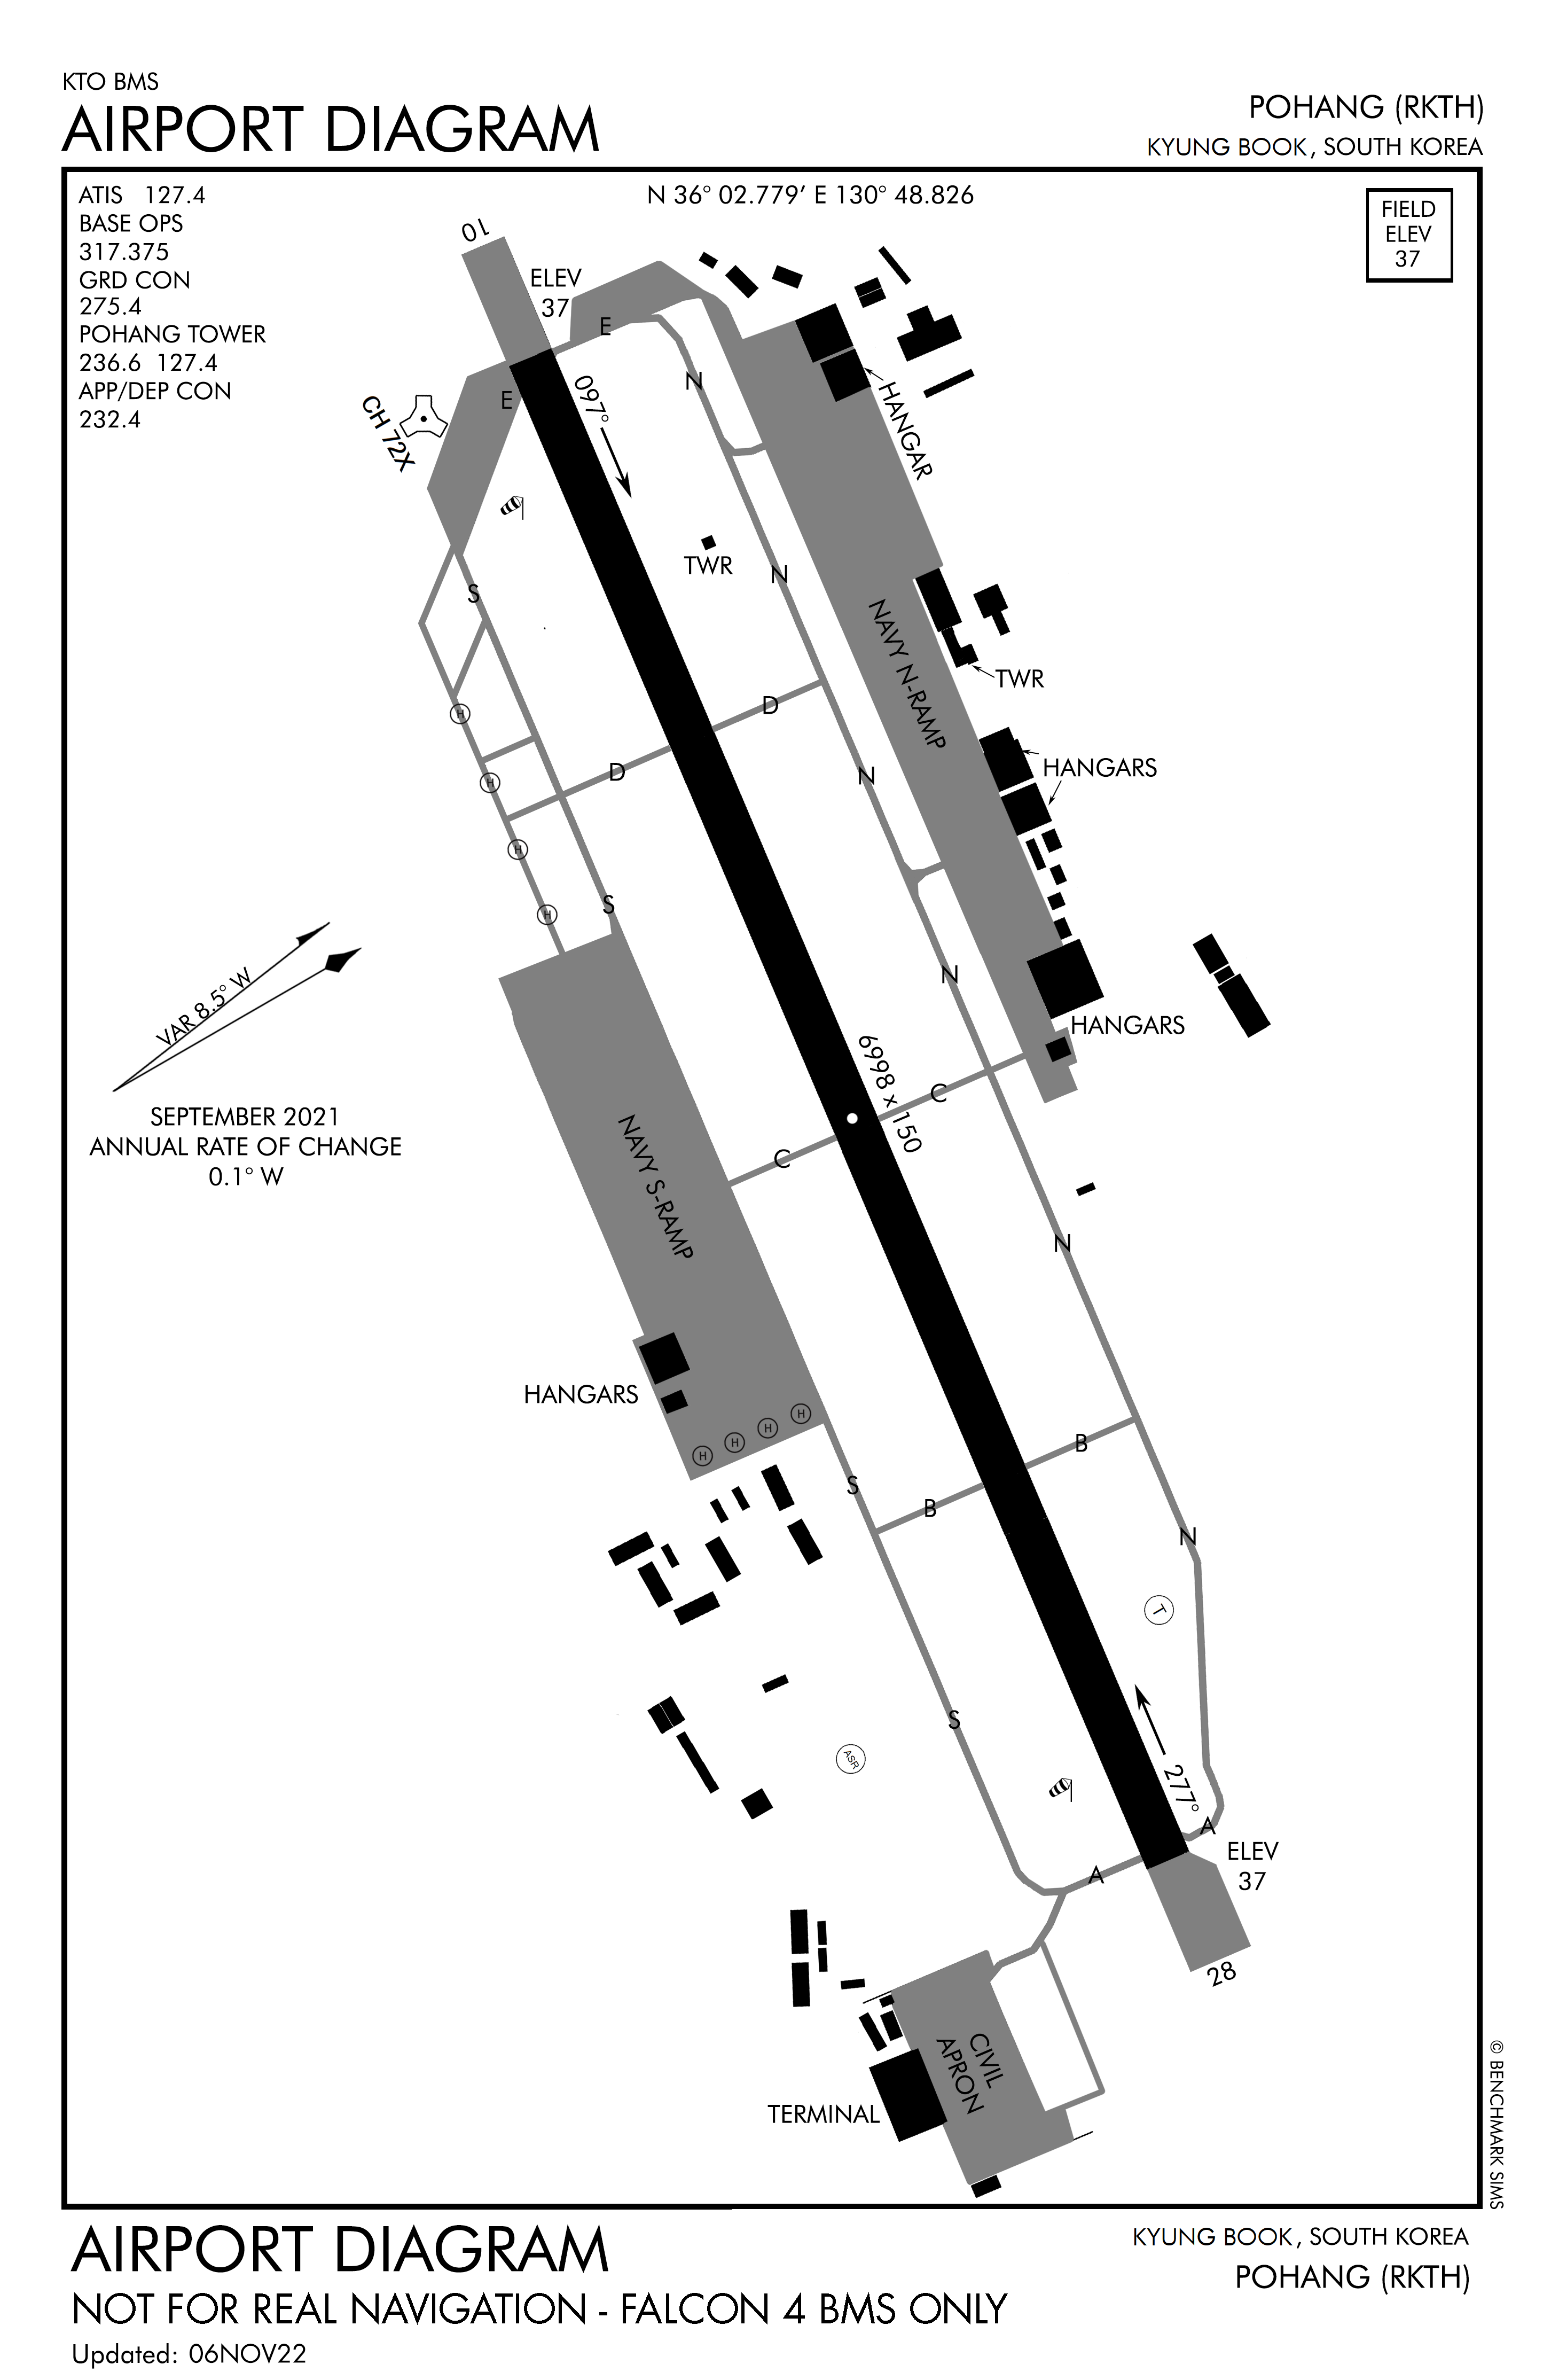 KTO BMS
AIRPORT DIAGRAM
POHANG (RKTH)
KYUNG BOOK, SOUTH KOREA
ATIS 127.4
BASE OPS
317.375
GRD CON
275.4
POHANG TOWER
236.6 127.4
APP/DEP CON
232.4
N 36° 02.779’ E 130° 48.826
FIELD
ELEV
37
10
ELEV
37
E
E
N
097°
CH 72X
HANGAR
TWR
N
S
NAVY N-RAMP
TWR
H
D
D
N
HANGARS
H
H
S
H
N
VAR 8.5° W
HANGARS
6998 x 150
C
C
SEPTEMBER 2021
ANNUAL RATE OF CHANGE
0.1° W
NAVY S-RAMP
N
HANGARS
H
H
H
H
B
S
B
N
T
S
ASR
277°
A
A
ELEV
37
28
CIVIL
APRON
TERMINAL
© BENCHMARK SIMS
AIRPORT DIAGRAM
KYUNG BOOK, SOUTH KOREA
POHANG (RKTH)
NOT FOR REAL NAVIGATION - FALCON 4 BMS ONLY
Updated: 06NOV22